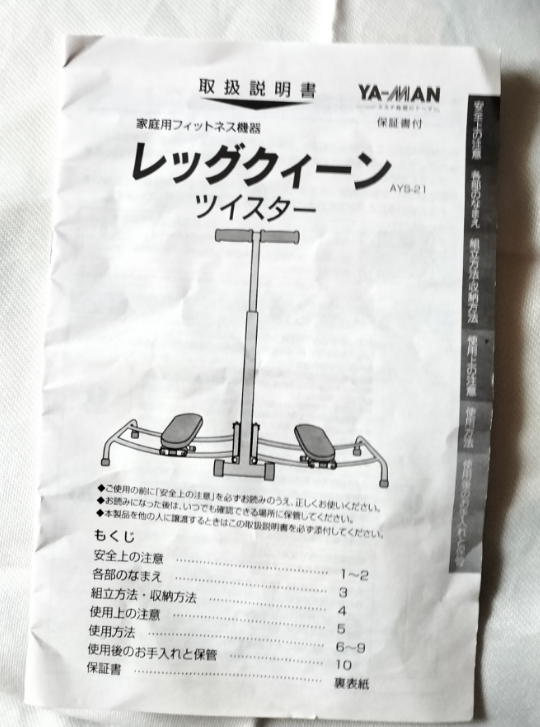 取扱説明書
YA-MAN
保証書付
家庭用フィットネス機器
レッグクィーン
AYS-21
ツイスター
◆ご使用の前に「安全上の注意」を必ずお読みのうえ、正しくお使いください。
◆お読みになった後は、いつでも確認できる場所に保管してください。
◆本製品を他の人に譲渡するときはこの取扱説明書を必ず添付してください。
もくじ
安全上の注意 1~2
各部のなまえ 3
組立方法・収納方法 4
使用上の注意 5
使用方法 6~9
使用後のお手入れと保管 10
保証書 裏表紙
安全上の注意
各部のなまえ
組立方法・収納方法
使用上の注意
使用方法
使用後のお手入れと保管